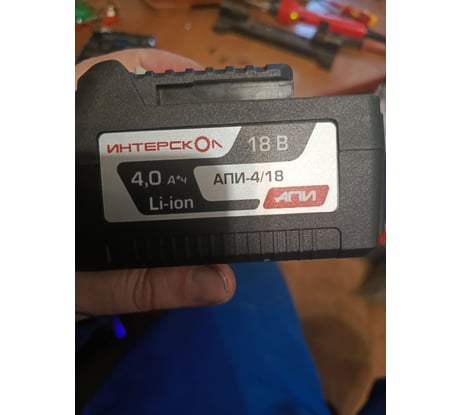 ИНТЕРСКОЛ
18 В
4,0 А*ч
АПИ-4/18
Li-ion
АПИ